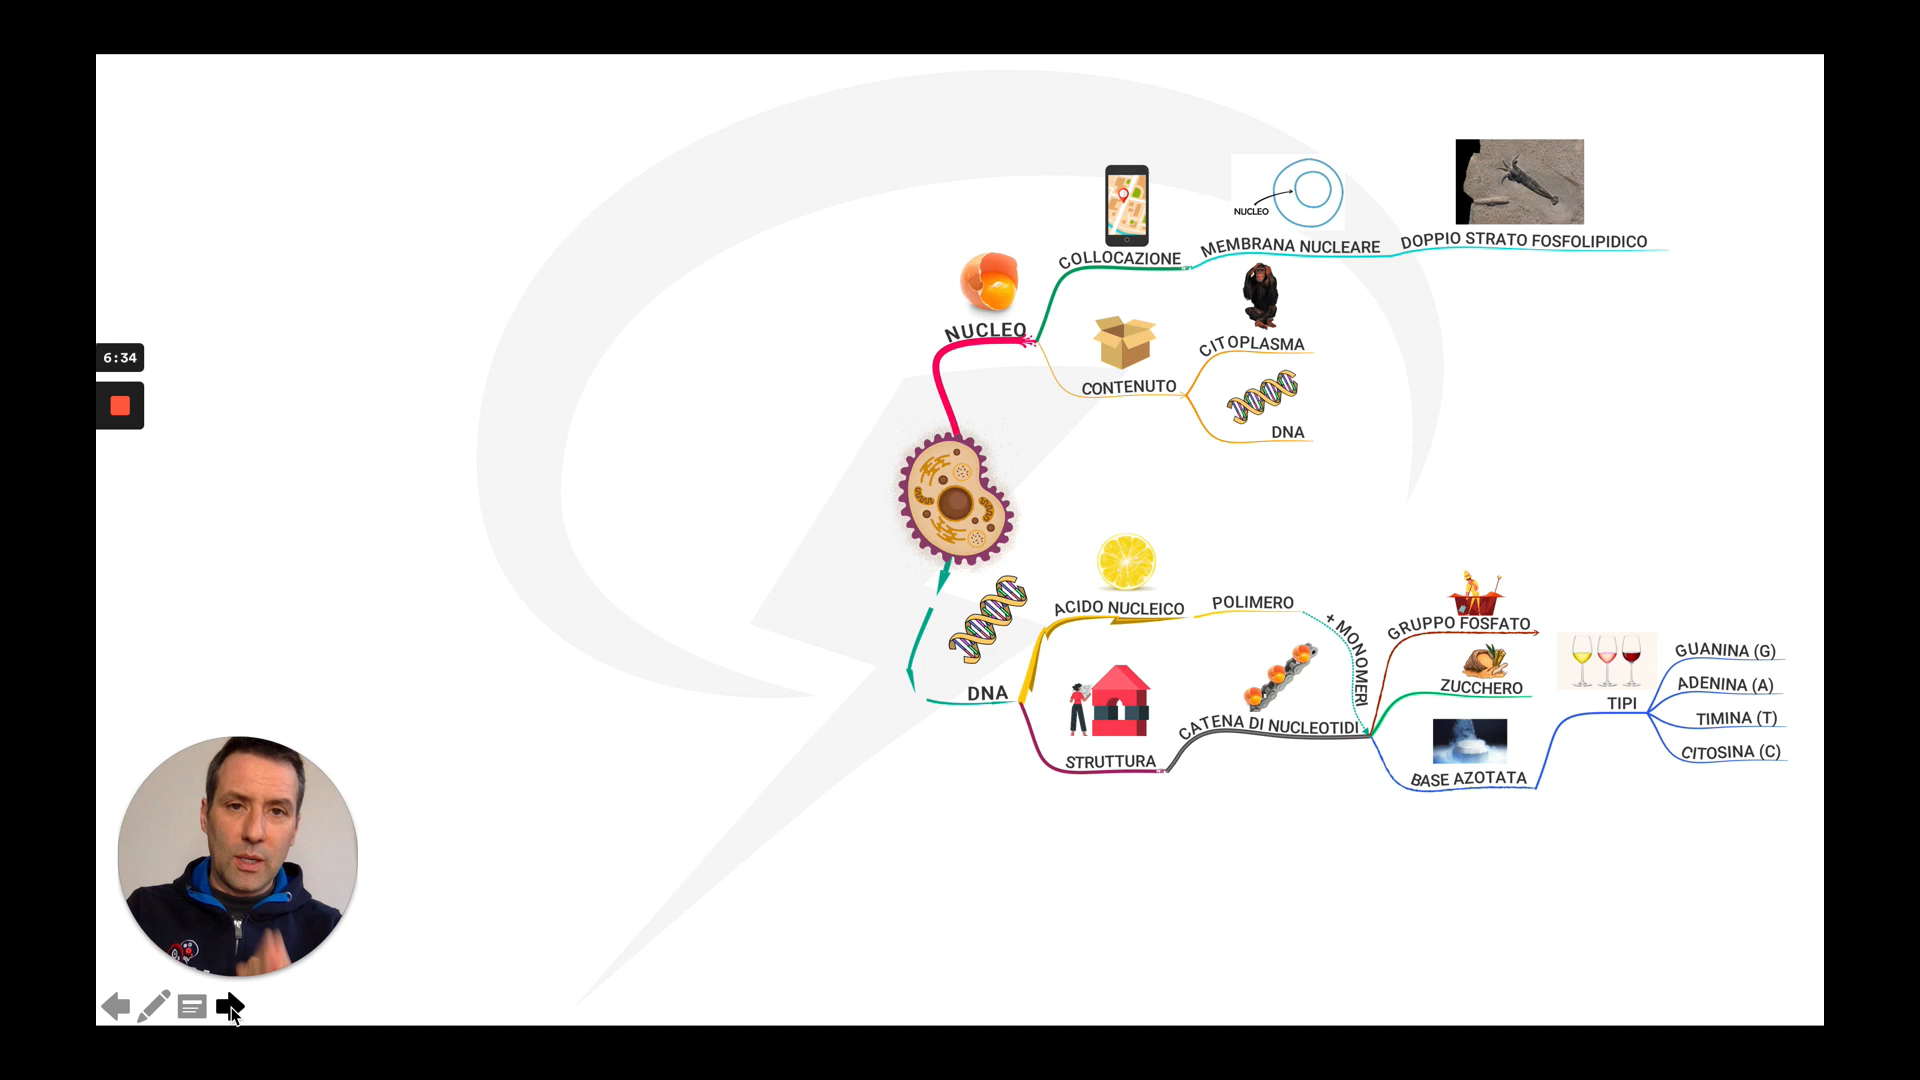 NUCLEO
DOPPIO STRATO FOSFOLIPIDICO
MEMBRANA NUCLEARE
COLLOCAZIONE
NUCLEO
CITOPLASMA
CONTENUTO
DNA
6:34
ACIDO NUCLEICO
POLIMERO
+ MONOMERI
GRUPPO FOSFATO
GUANINA (G)
ADENINA (A)
ZUCCHERO
DNA
TIPI
TIMINA (T)
CATENA DI NUCLEOTIDI
CITOSINA (C)
STRUTTURA
BASE AZOTATA